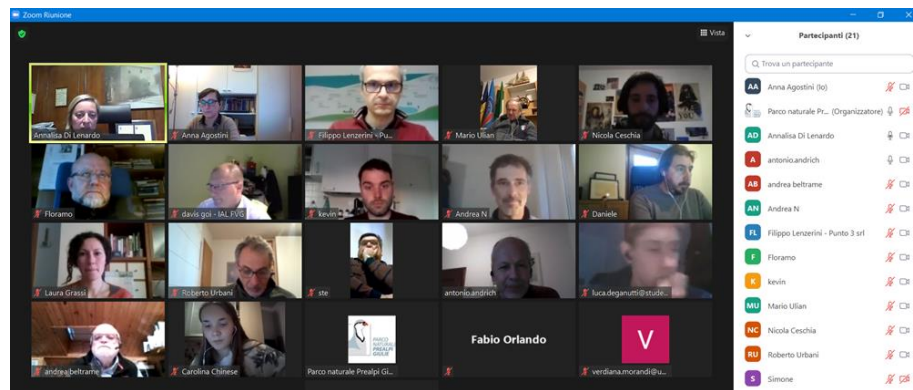 Zoom Riunione
Vista
Annalisa Di Lenardo
Anna Agostini
Filippo Lenzerini - Pu...
Mario Ulian
Nicola Ceschia
Floramo
davis goi - IAL FVG
kevin
Andrea N
Daniele
Laura Grassi
Roberto Urbani
ste
antonio.andrich
luca.deganutti@stude...
andrea beltrame
Carolina Chinese
PARCO
NATURALE
PREALPI
GIULIE
Parco naturale Prealpi Gi...
Fabio Orlando
V
verdiana.morandi@u...
Partecipanti (21)
Trova un partecipante
AA Anna Agostini (Io)
Parco naturale Pr... (Organizzatore)
AD Annalisa Di Lenardo
A antonio.andrich
AB andrea beltrame
AN Andrea N
FL Filippo Lenzerini - Punto 3 srl
F Floramo
K kevin
MU Mario Ulian
NC Nicola Ceschia
RU Roberto Urbani
S Simone